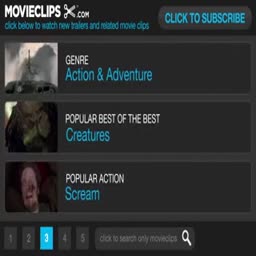 MOVIECLIPS .COM
click below to watch new trailers and related movie clips
CLICK TO SUBSCRIBE
GENRE
Action & Adventure
POPULAR BEST OF THE BEST
Creatures
POPULAR ACTION
Scream
1 2 3 4 5
click to search only movieclips